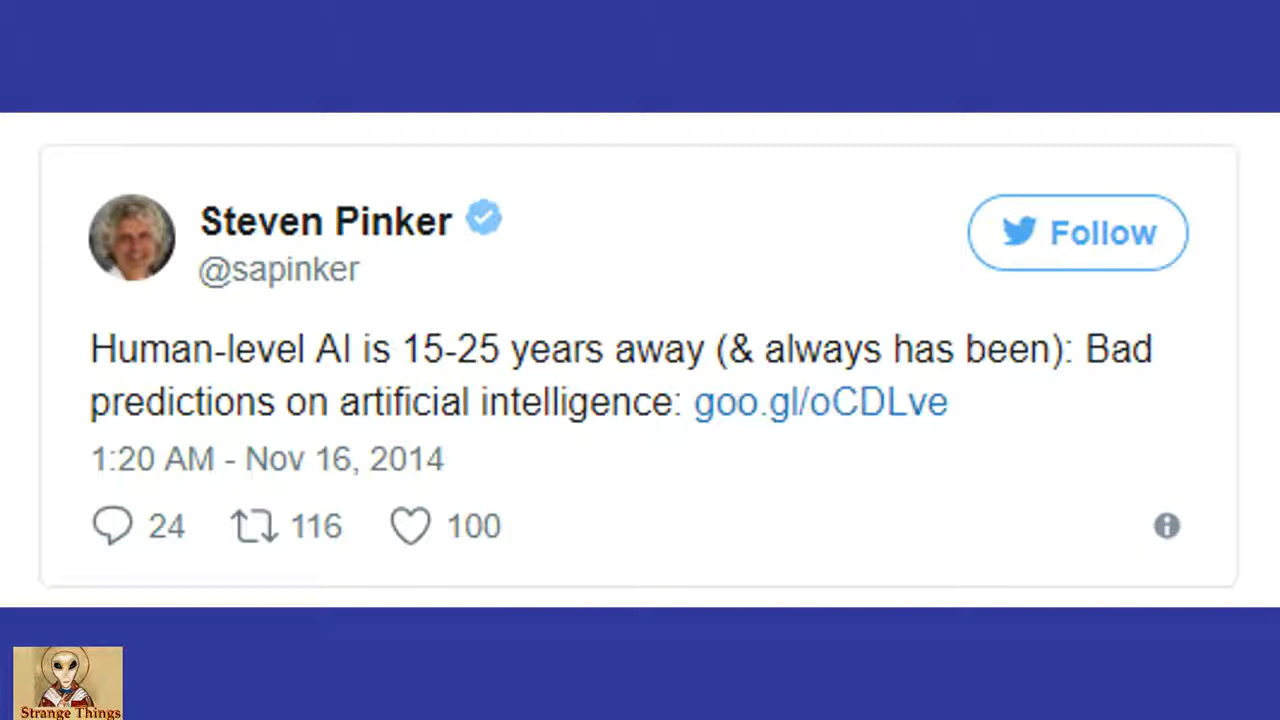 Steven Pinker
@sapinker
Follow
Human-level AI is 15-25 years away (& always has been): Bad
predictions on artificial intelligence: goo.gl/oCDLve
1:20 AM - Nov 16, 2014
24 116 100
Strange Things